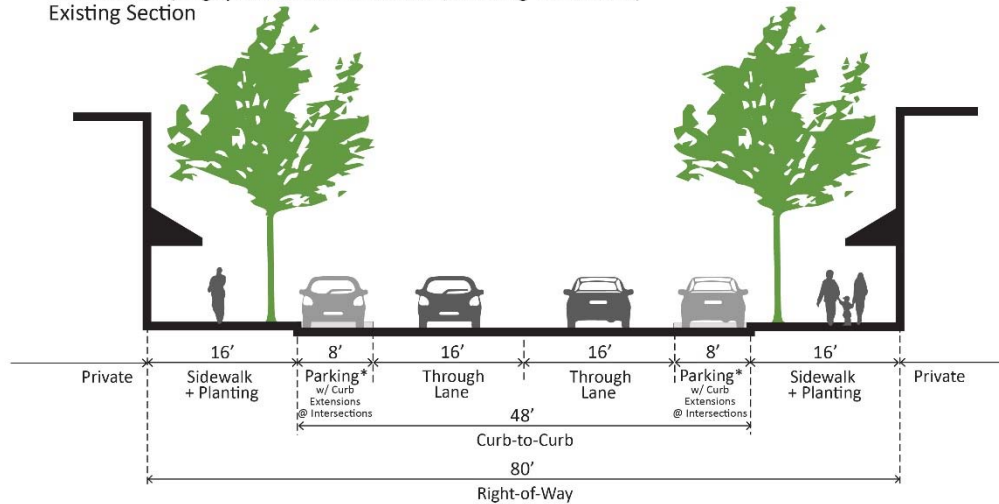 Existing Section
16’ 8’ 16’ 16’ 8’ 16’
Private Sidewalk Parking* Through Through Parking* Sidewalk Private
+ Planting w/ Curb Lane Lane w/ Curb + Planting
Extensions Extensions
@ Intersections @ Intersections
48’
Curb-to-Curb
80’
Right-of-Way